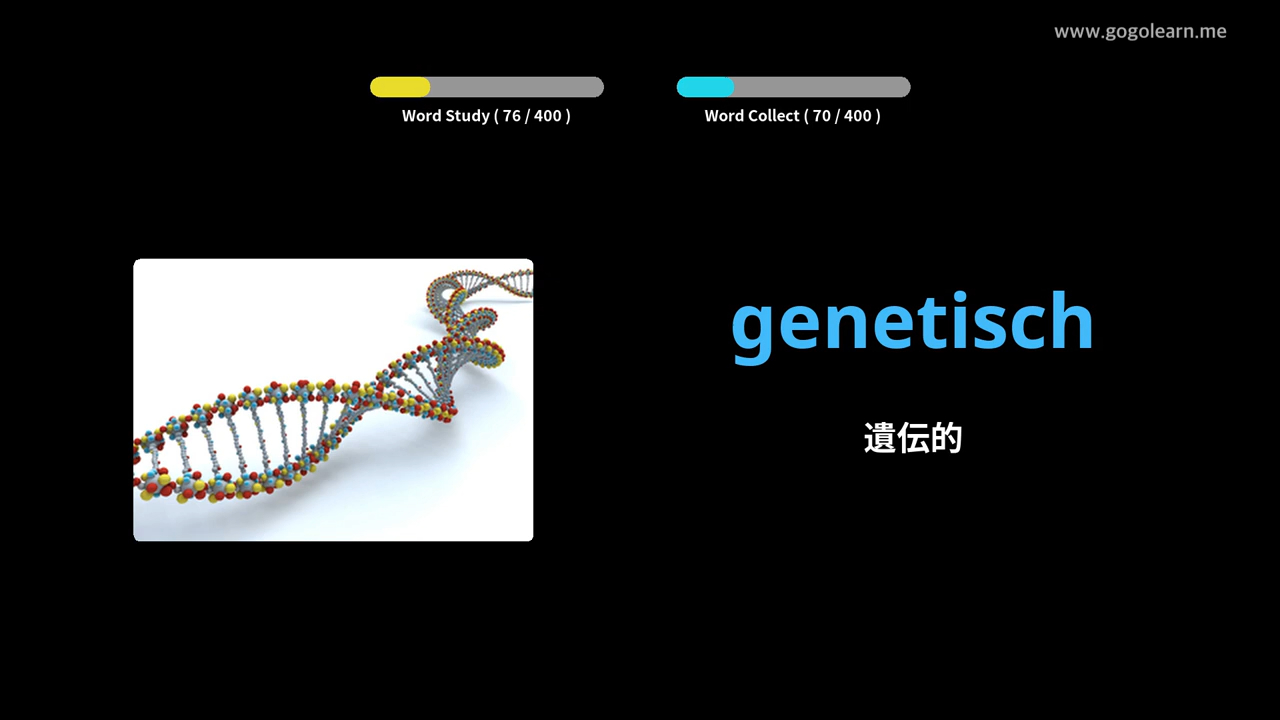 www.gogolearn.me
Word Study ( 76 / 400 )
Word Collect ( 70 / 400 )
genetisch
遺伝的